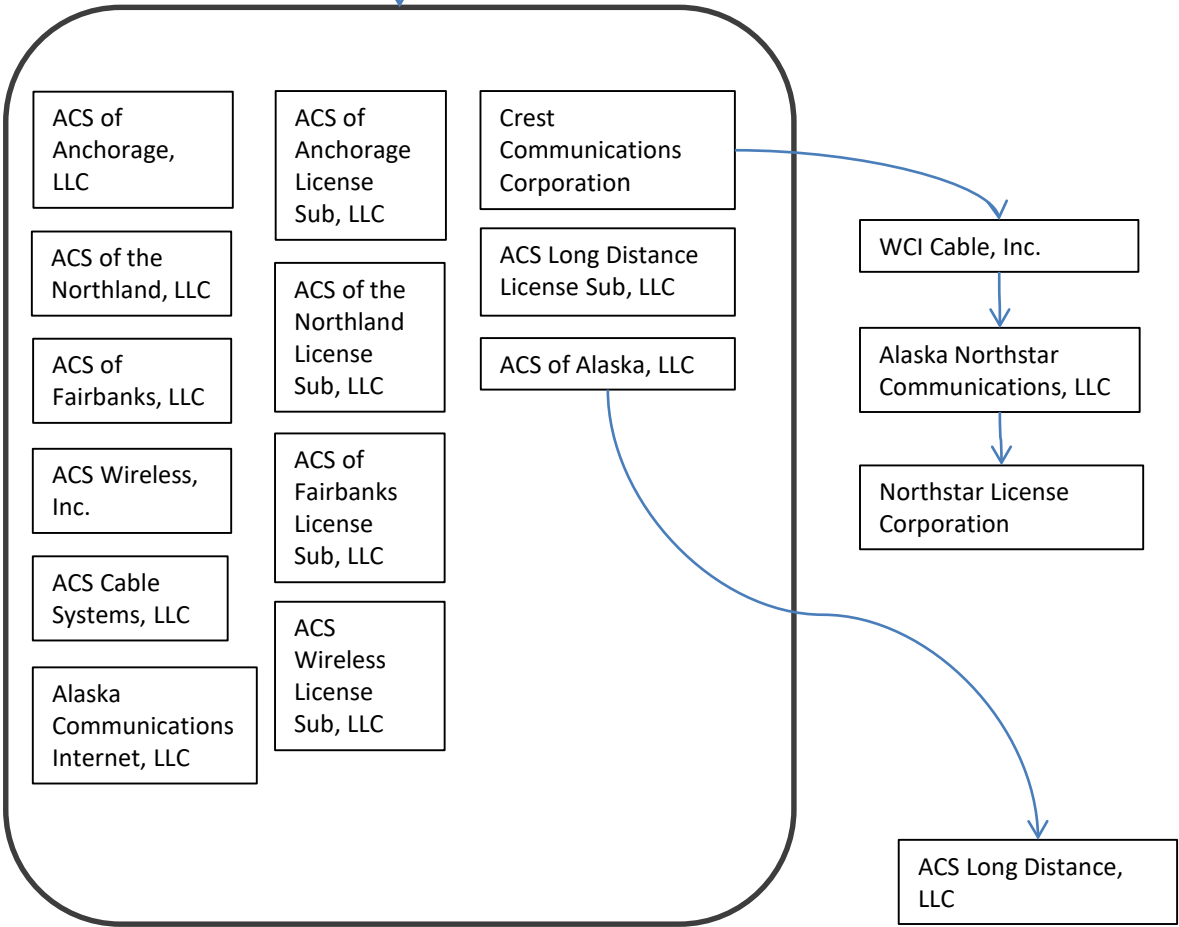 ACS of
Anchorage,
LLC
ACS of the
Northland, LLC
ACS of
Fairbanks, LLC
ACS Wireless,
Inc.
ACS Cable
Systems, LLC
Alaska
Communications
Internet, LLC
ACS of
Anchorage
License
Sub, LLC
ACS of the
Northland
License
Sub, LLC
ACS of
Fairbanks
License
Sub, LLC
ACS
Wireless
License
Sub, LLC
Crest
Communications
Corporation
ACS Long Distance
License Sub, LLC
ACS of Alaska, LLC
WCI Cable, Inc.
Alaska Northstar
Communications, LLC
Northstar License
Corporation
ACS Long Distance,
LLC